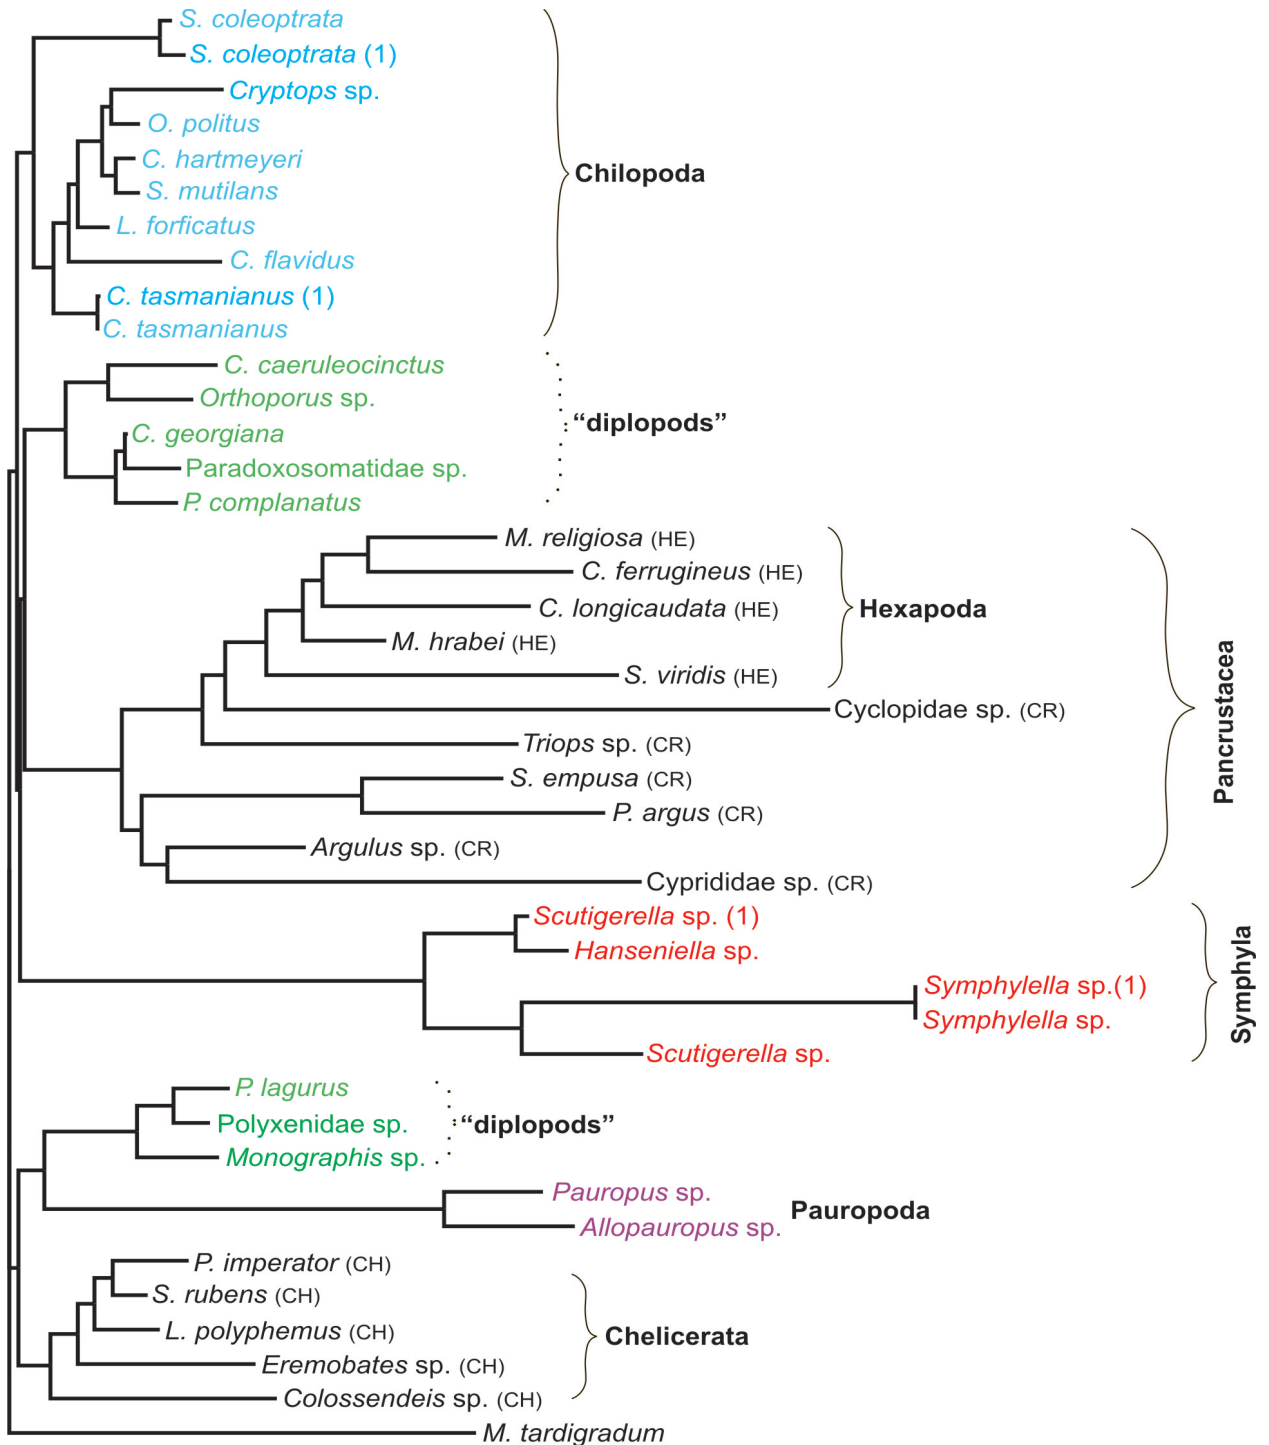 S. coleoptrata
S. coleoptrata (1)
Cryptops sp.
O. politus
C. hartmeyeri
S. mutilans
L. forficatus
C. flavidus
C. tasmanianus (1)
C. tasmanianus
Chilopoda
C. caeruleocinctus
Orthoporus sp.
C. georgiana
Paradoxosomatidae sp.
P. complanatus
“diplopods”
M. religiosa (HE)
C. ferrugineus (HE)
C. longicaudata (HE)
M. hrabei (HE)
S. viridis (HE)
Hexapoda
Cyclopidae sp. (CR)
Triops sp. (CR)
S. empusa (CR)
P. argus (CR)
Argulus sp. (CR)
Cyprididae sp. (CR)
Pancrustacea
Scutigerella sp. (1)
Hanseniella sp.
Symphylella sp.(1)
Symphylella sp.
Scutigerella sp.
Symphyla
P. lagurus
Polyxenidae sp.
Monographis sp.
“diplopods”
Pauropus sp.
Allopauropus sp.
Pauropoda
P. imperator (CH)
S. rubens (CH)
L. polyphemus (CH)
Eremobates sp. (CH)
Colossendeis sp. (CH)
Chelicerata
M. tardigradum